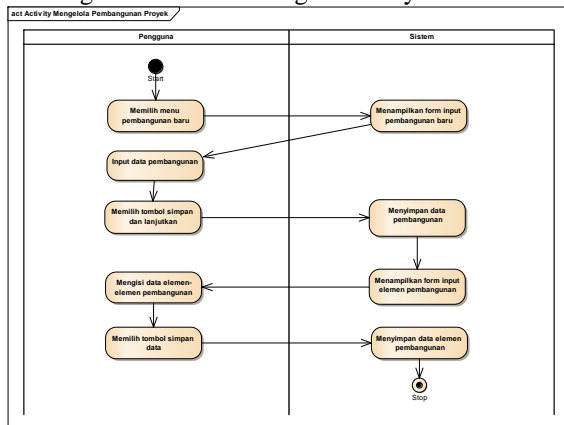 act Activity Mengelola Pembangunan Proyek
Pengguna
Sistem
Start
Memilih menu
pembangunan baru
Menampilkan form input
pembangunan baru
Input data pembangunan
Memilih tombol simpan
dan lanjutkan
Menyimpan data
pembangunan
Mengisi data elemen-
elemen pembangunan
Menampilkan form input
elemen pembangunan
Memilih tombol simpan
data
Menyimpan data elemen
pembangunan
Stop